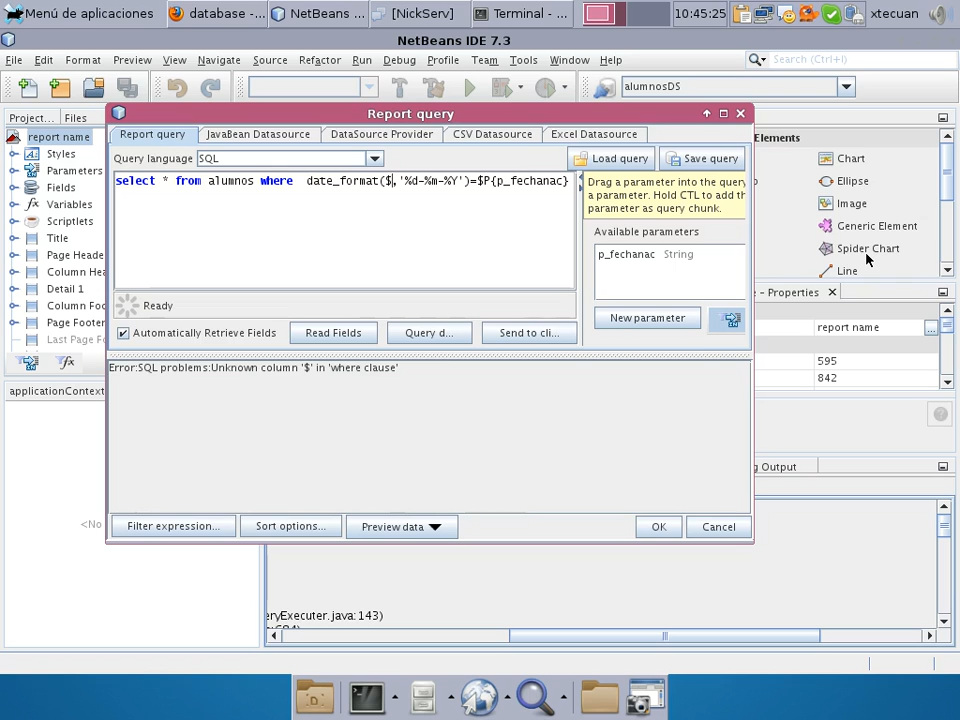 Menú de aplicaciones
database - ...
NetBeans ...
[NickServ]
Terminal - ...
10:45:25
xtecuan
NetBeans IDE 7.3
File Edit Format Preview View Navigate Source Refactor Run Debug Profile Team Tools Window Help
Search (Ctrl+I)
alumnosDS
Project... Files
report name
Styles
Parameters
Fields
Variables
Scriptlets
Title
Page Heade
Column Hea
Detail 1
Column Foo
Page Footer
Last Page F
applicationContext
<No
Report query
Report query JavaBean Datasource DataSource Provider CSV Datasource Excel Datasource
Query language SQL
Load query Save query
select * from alumnos where date_format($,'%d-%m-%Y')=$P{p_fechanac}
Drag a parameter into the query
a parameter. Hold CTL to add th
parameter as query chunk.
Available parameters
p_fechanac String
New parameter
Ready
Automatically Retrieve Fields
Read Fields
Query d...
Send to cli...
Error:SQL problems:Unknown column '$' in 'where clause'
Filter expression...
Sort options...
Preview data
OK
Cancel
Elements
Chart
Ellipse
Image
Generic Element
Spider Chart
Line
- Properties
report name
...
595
842
g Output
eryExecuter.java:143)